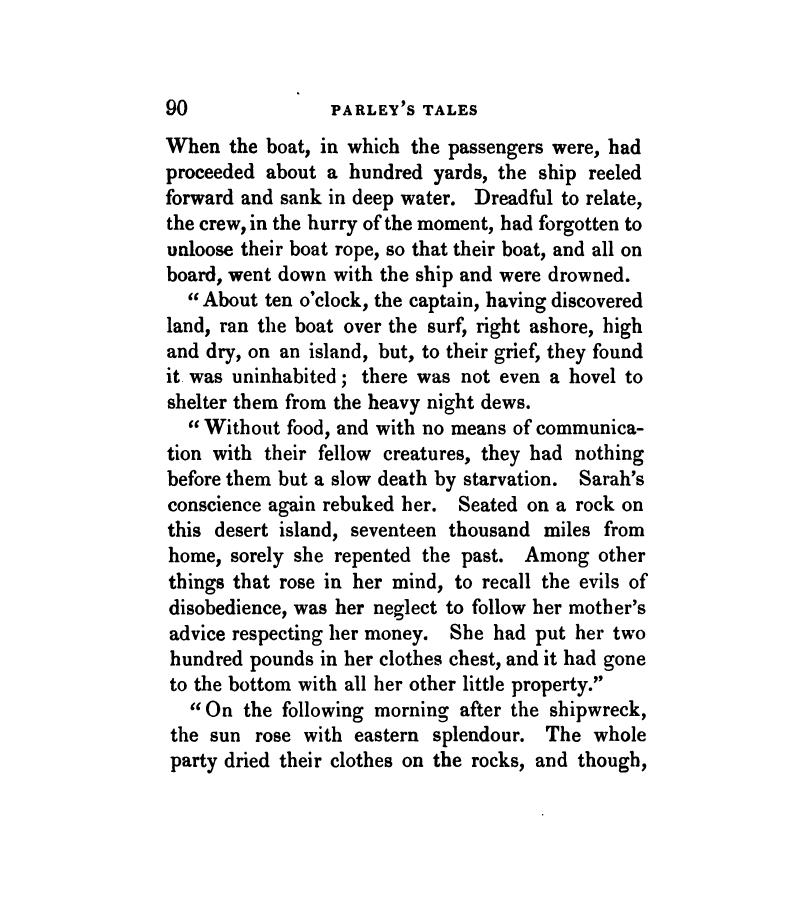 90 PARLEY'S TALES
When the boat, in which the passengers were, had
proceeded about a hundred yards, the ship reeled
forward and sank in deep water. Dreadful to relate,
the crew, in the hurry of the moment, had forgotten to
unloose their boat rope, so that their boat, and all on
board, went down with the ship and were drowned.
"About ten o'clock, the captain, having discovered
land, ran the boat over the surf, right ashore, high
and dry, on an island, but, to their grief, they found
it was uninhabited; there was not even a hovel to
shelter them from the heavy night dews.
"Without food, and with no means of communica-
tion with their fellow creatures, they had nothing
before them but a slow death by starvation. Sarah's
conscience again rebuked her. Seated on a rock on
this desert island, seventeen thousand miles from
home, sorely she repented the past. Among other
things that rose in her mind, to recall the evils of
disobedience, was her neglect to follow her mother's
advice respecting her money. She had put her two
hundred pounds in her clothes chest, and it had gone
to the bottom with all her other little property."
"On the following morning after the shipwreck,
the sun rose with eastern splendour. The whole
party dried their clothes on the rocks, and though,